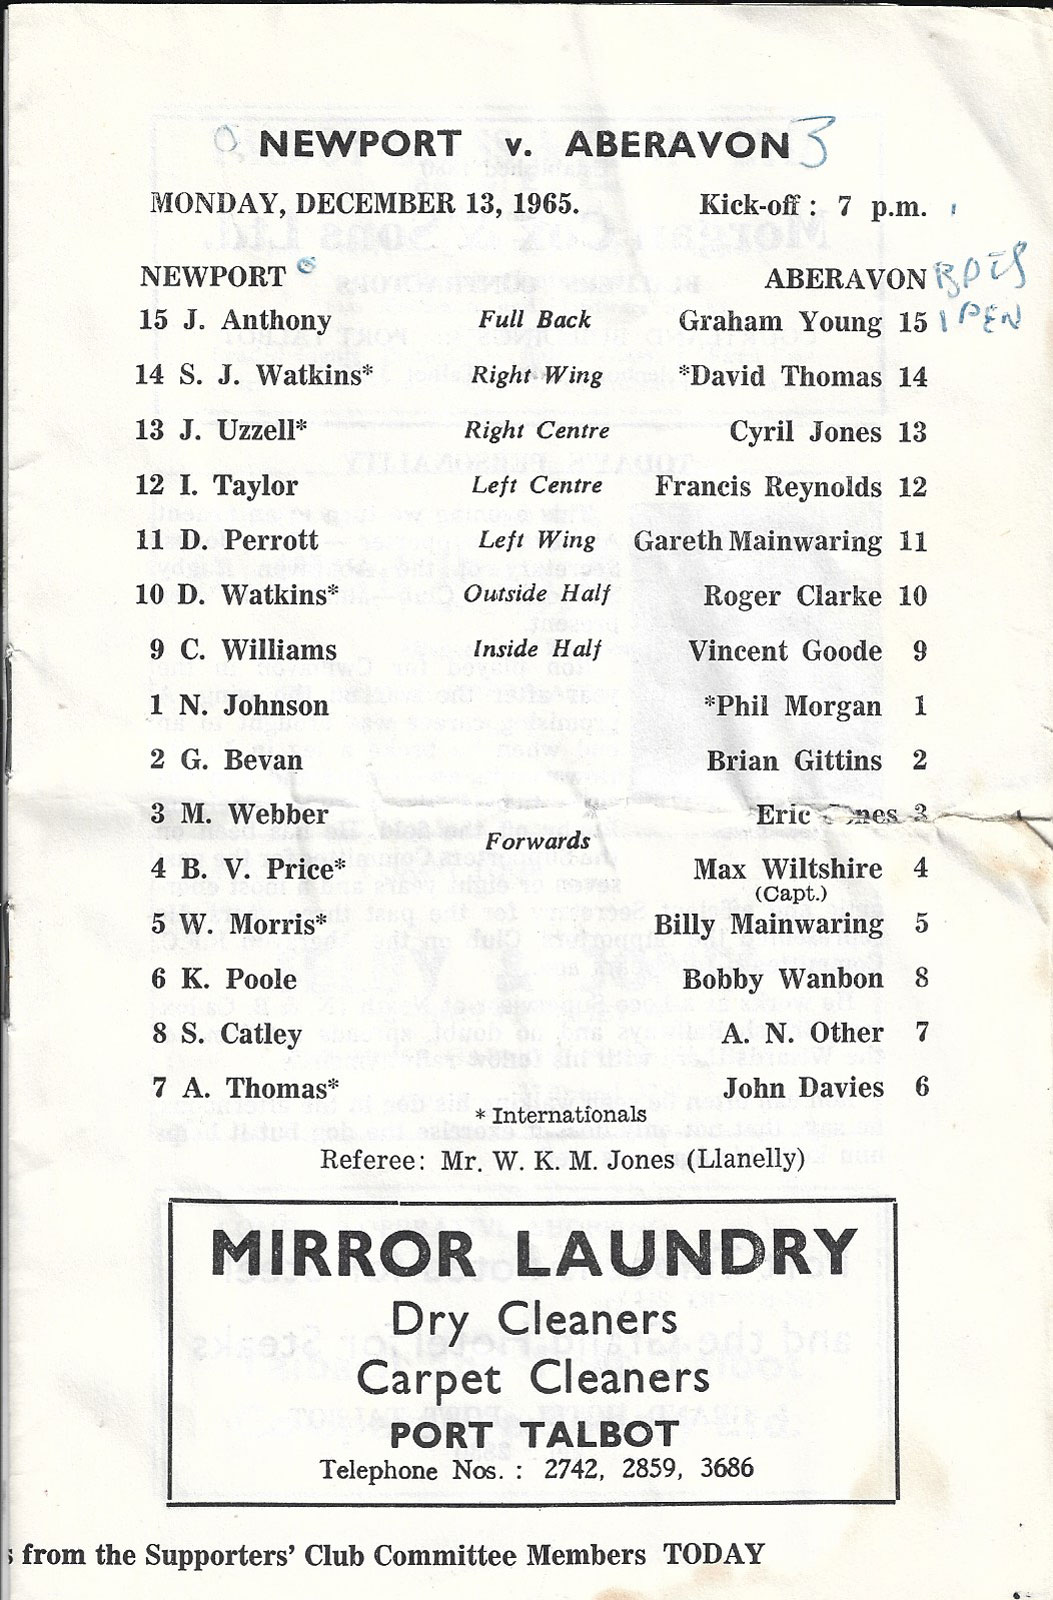 0 NEWPORT v. ABERAVON 3
MONDAY, DECEMBER 13, 1965. Kick-off : 7 p.m.
NEWPORT ABERAVON
15 J. Anthony Full Back Graham Young 15 1 PEN
14 S. J. Watkins* Right Wing *David Thomas 14
13 J. Uzzell* Right Centre Cyril Jones 13
12 I. Taylor Left Centre Francis Reynolds 12
11 D. Perrott Left Wing Gareth Mainwaring 11
10 D. Watkins* Outside Half Roger Clarke 10
9 C. Williams Inside Half Vincent Goode 9
1 N. Johnson *Phil Morgan 1
2 G. Bevan Brian Gittins 2
3 M. Webber Eric Jones 3
Forwards
4 B. V. Price* Max Wiltshire 4
(Capt.)
5 W. Morris* Billy Mainwaring 5
6 K. Poole Bobby Wanbon 8
8 S. Catley A. N. Other 7
7 A. Thomas* John Davies 6
* Internationals
Referee: Mr. W. K. M. Jones (Llanelly)
MIRROR LAUNDRY
Dry Cleaners
Carpet Cleaners
PORT TALBOT
Telephone Nos. : 2742, 2859, 3686
from the Supporters' Club Committee Members TODAY